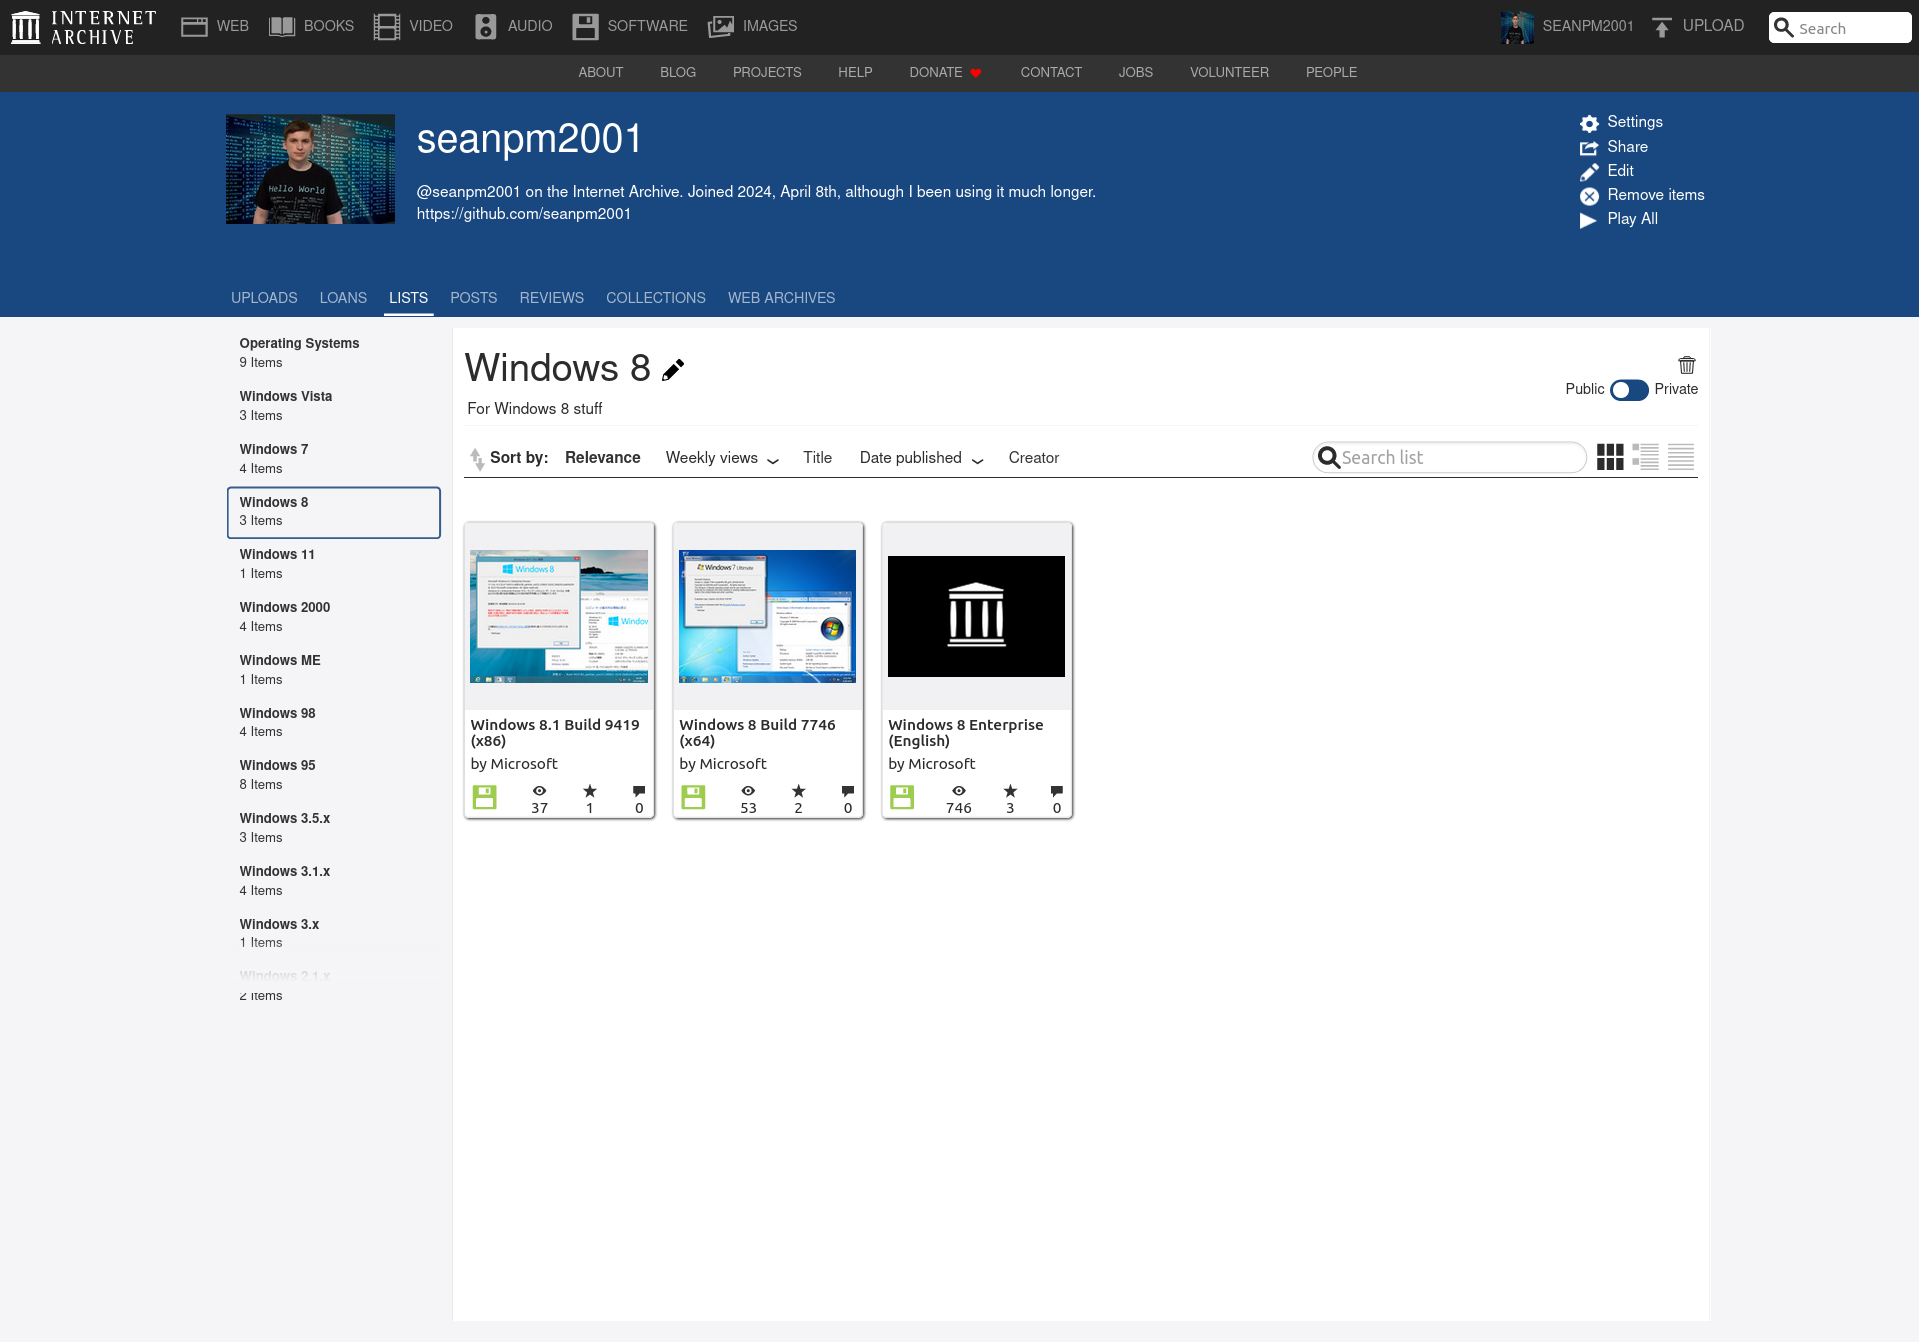 INTERNET ARCHIVE
WEB
BOOKS
VIDEO
AUDIO
SOFTWARE
IMAGES
SEANPM2001
UPLOAD
Search
ABOUT
BLOG
PROJECTS
HELP
DONATE
CONTACT
JOBS
VOLUNTEER
PEOPLE
Hello World
seanpm2001
@seanpm2001 on the Internet Archive. Joined 2024, April 8th, although I been using it much longer.
https://github.com/seanpm2001
Settings
Share
Edit
Remove items
Play All
UPLOADS
LOANS
LISTS
POSTS
REVIEWS
COLLECTIONS
WEB ARCHIVES
Operating Systems
9 Items
Windows Vista
3 Items
Windows 7
4 Items
Windows 8
3 Items
Windows 11
1 Items
Windows 2000
4 Items
Windows ME
1 Items
Windows 98
4 Items
Windows 95
8 Items
Windows 3.5.x
3 Items
Windows 3.1.x
4 Items
Windows 3.x
1 Items
Windows 2.1.x
2 Items
Windows 8
For Windows 8 stuff
Public
Private
Sort by:
Relevance
Weekly views
Title
Date published
Creator
Search list
Windows 8
Windows 8.1 Build 9419
(x86)
by Microsoft
37
1
0
Windows 7 Ultimate
Windows 8 Build 7746
(x64)
by Microsoft
53
2
0
Windows 8 Enterprise
(English)
by Microsoft
746
3
0